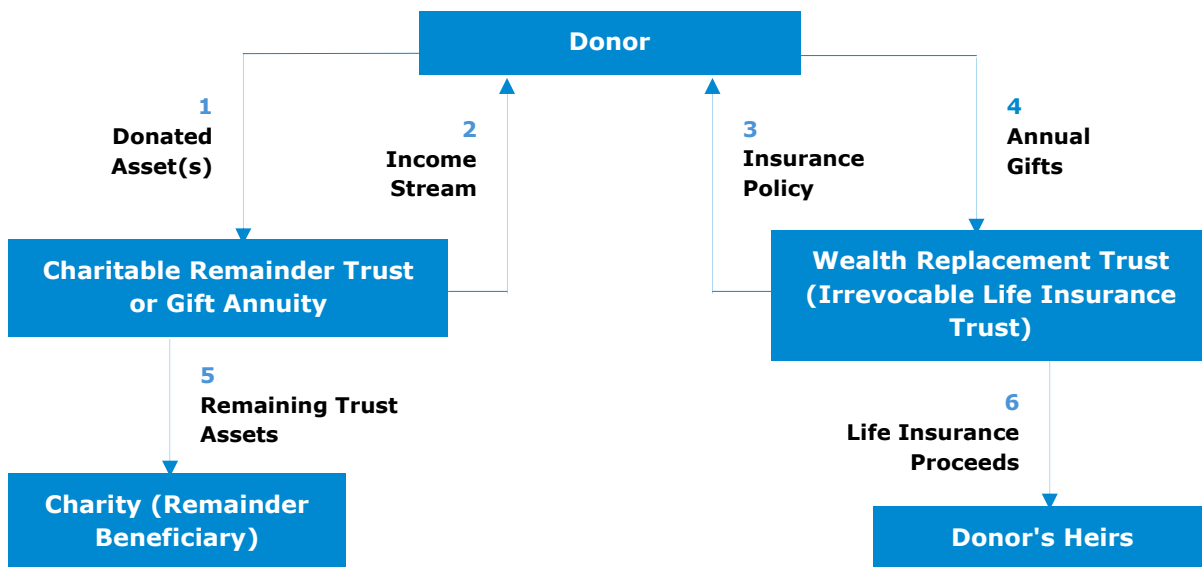 Donor
1
Donated
Asset(s)
2
Income
Stream
3
Insurance
Policy
4
Annual
Gifts
Charitable Remainder Trust
or Gift Annuity
Wealth Replacement Trust
(Irrevocable Life Insurance
Trust)
5
Remaining Trust
Assets
6
Life Insurance
Proceeds
Charity (Remainder
Beneficiary)
Donor's Heirs